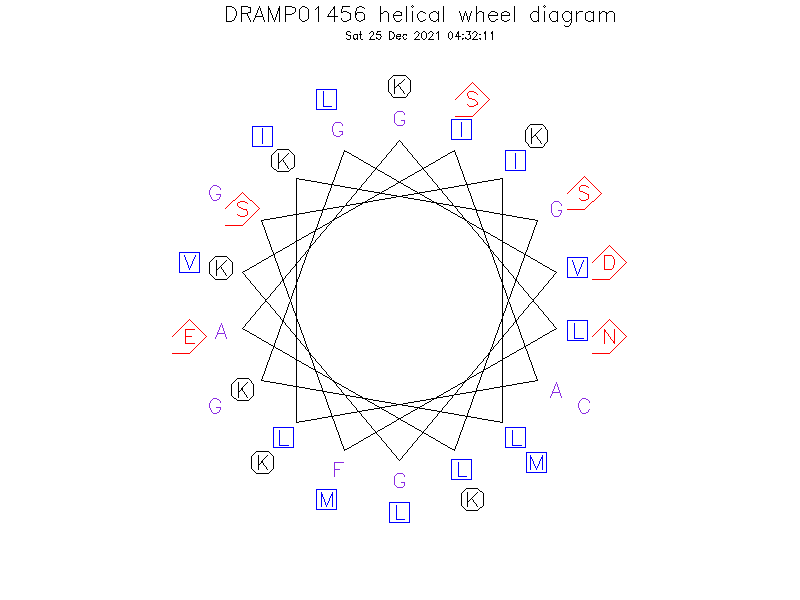 DRAMP01456 helical wheel diagram
Sat 25 Dec 2021 04:32:11
K
L S
G G I
I K I K
G S G S
V K V D
E A L N
G K A C
K L L M
F G L
M L K